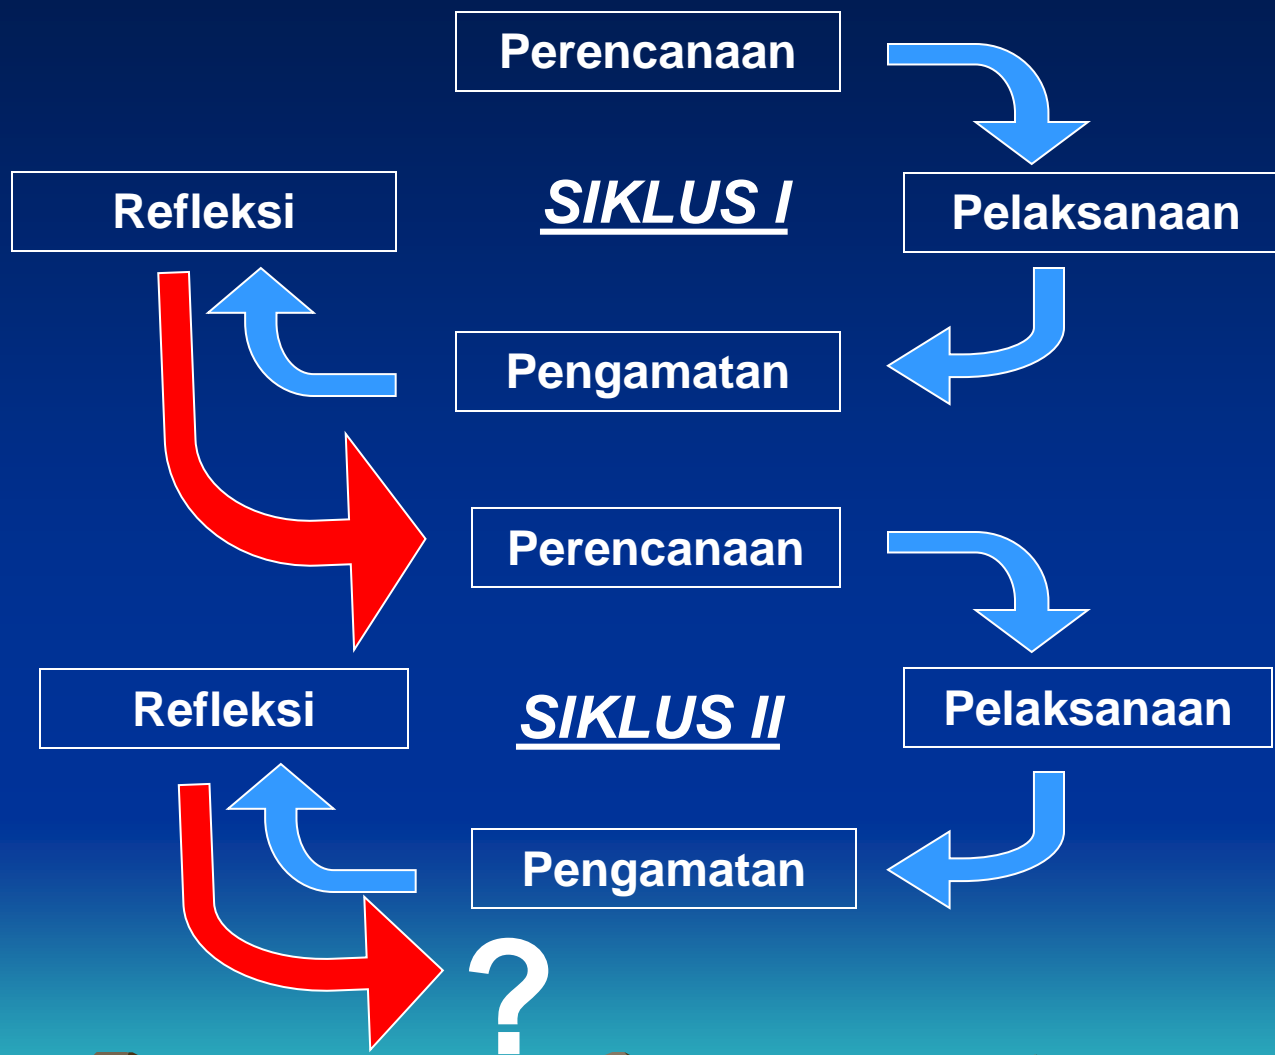 Perencanaan
Refleksi
SIKLUS I
Pelaksanaan
Pengamatan
Perencanaan
Refleksi
SIKLUS II
Pelaksanaan
Pengamatan
?